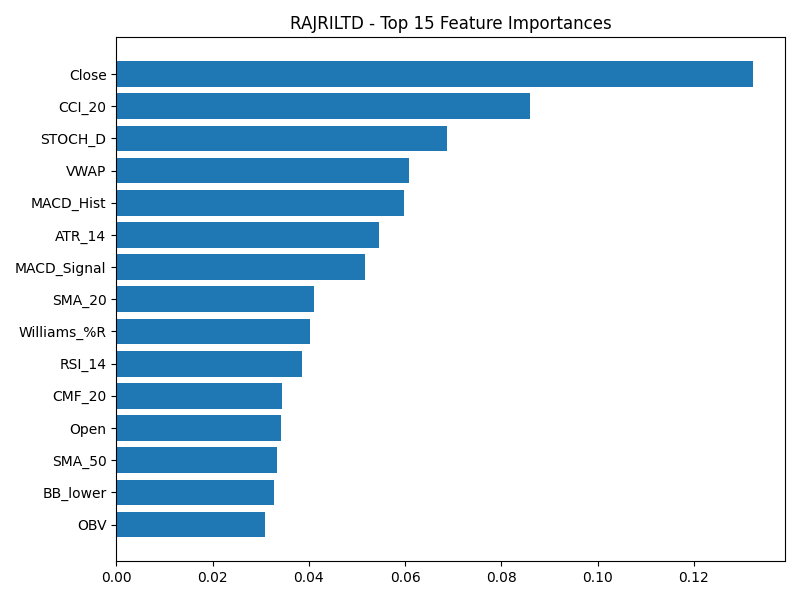 RAJRILTD - Top 15 Feature Importances
Close
CCI_20
STOCH_D
VWAP
MACD_Hist
ATR_14
MACD_Signal
SMA_20
Williams_%R
RSI_14
CMF_20
Open
SMA_50
BB_lower
OBV
0.00 0.02 0.04 0.06 0.08 0.10 0.12